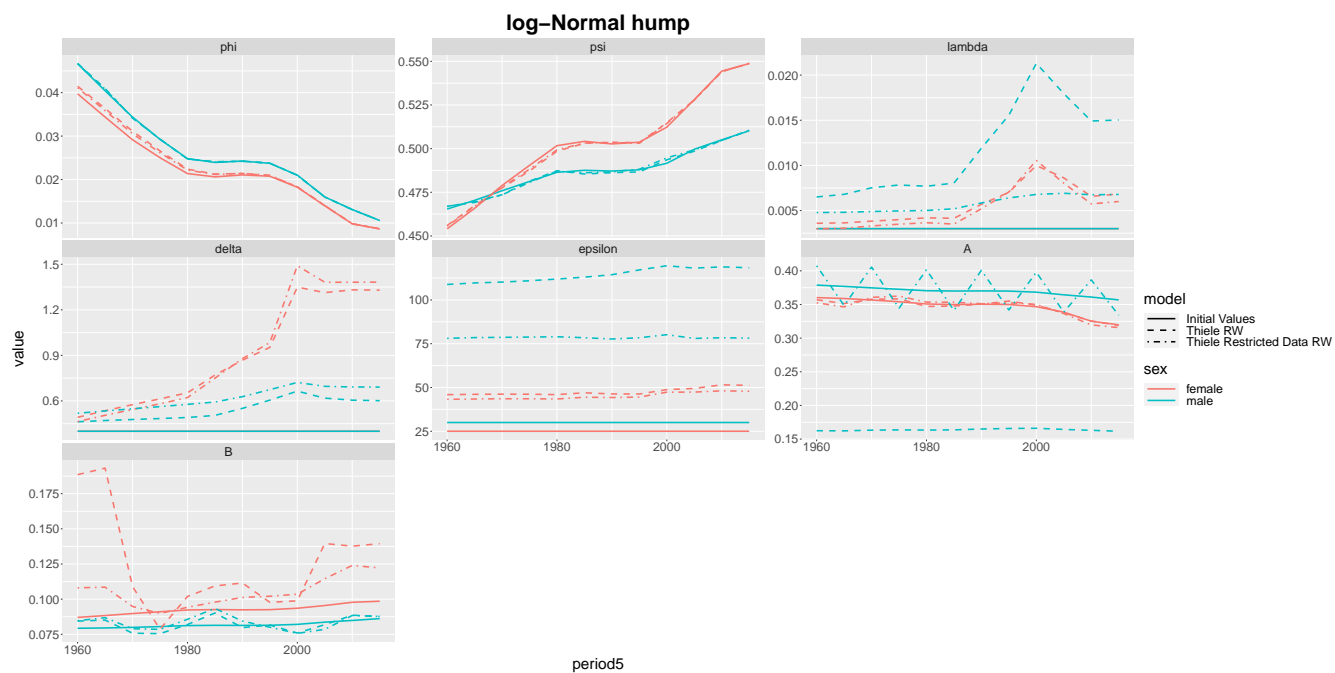 log−Normal hump
phi
psi
lambda
0.04
0.03
0.02
0.01
0.550
0.525
0.500
0.475
0.450
0.020
0.015
0.010
0.005
delta
epsilon
A
1.5
1.2
0.9
0.6
100
75
50
25
0.40
0.35
0.30
0.25
0.20
0.15
1960
1980
2000
1960
1980
2000
B
0.175
0.150
0.125
0.100
0.075
1960
1980
2000
value
period5
model
Initial Values
Thiele RW
Thiele Restricted Data RW
sex
female
male